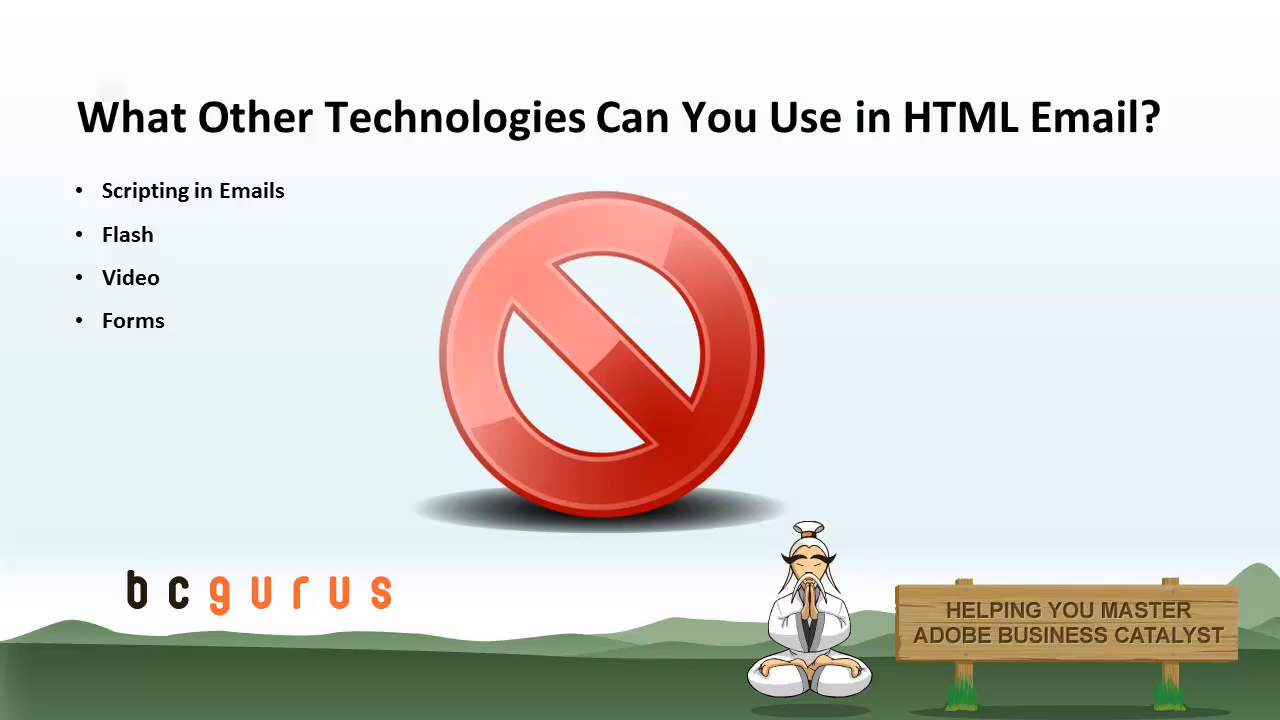 What Other Technologies Can You Use in HTML Email?
• Scripting in Emails
• Flash
• Video
• Forms
bcgurus
HELPING YOU MASTER
ADOBE BUSINESS CATALYST